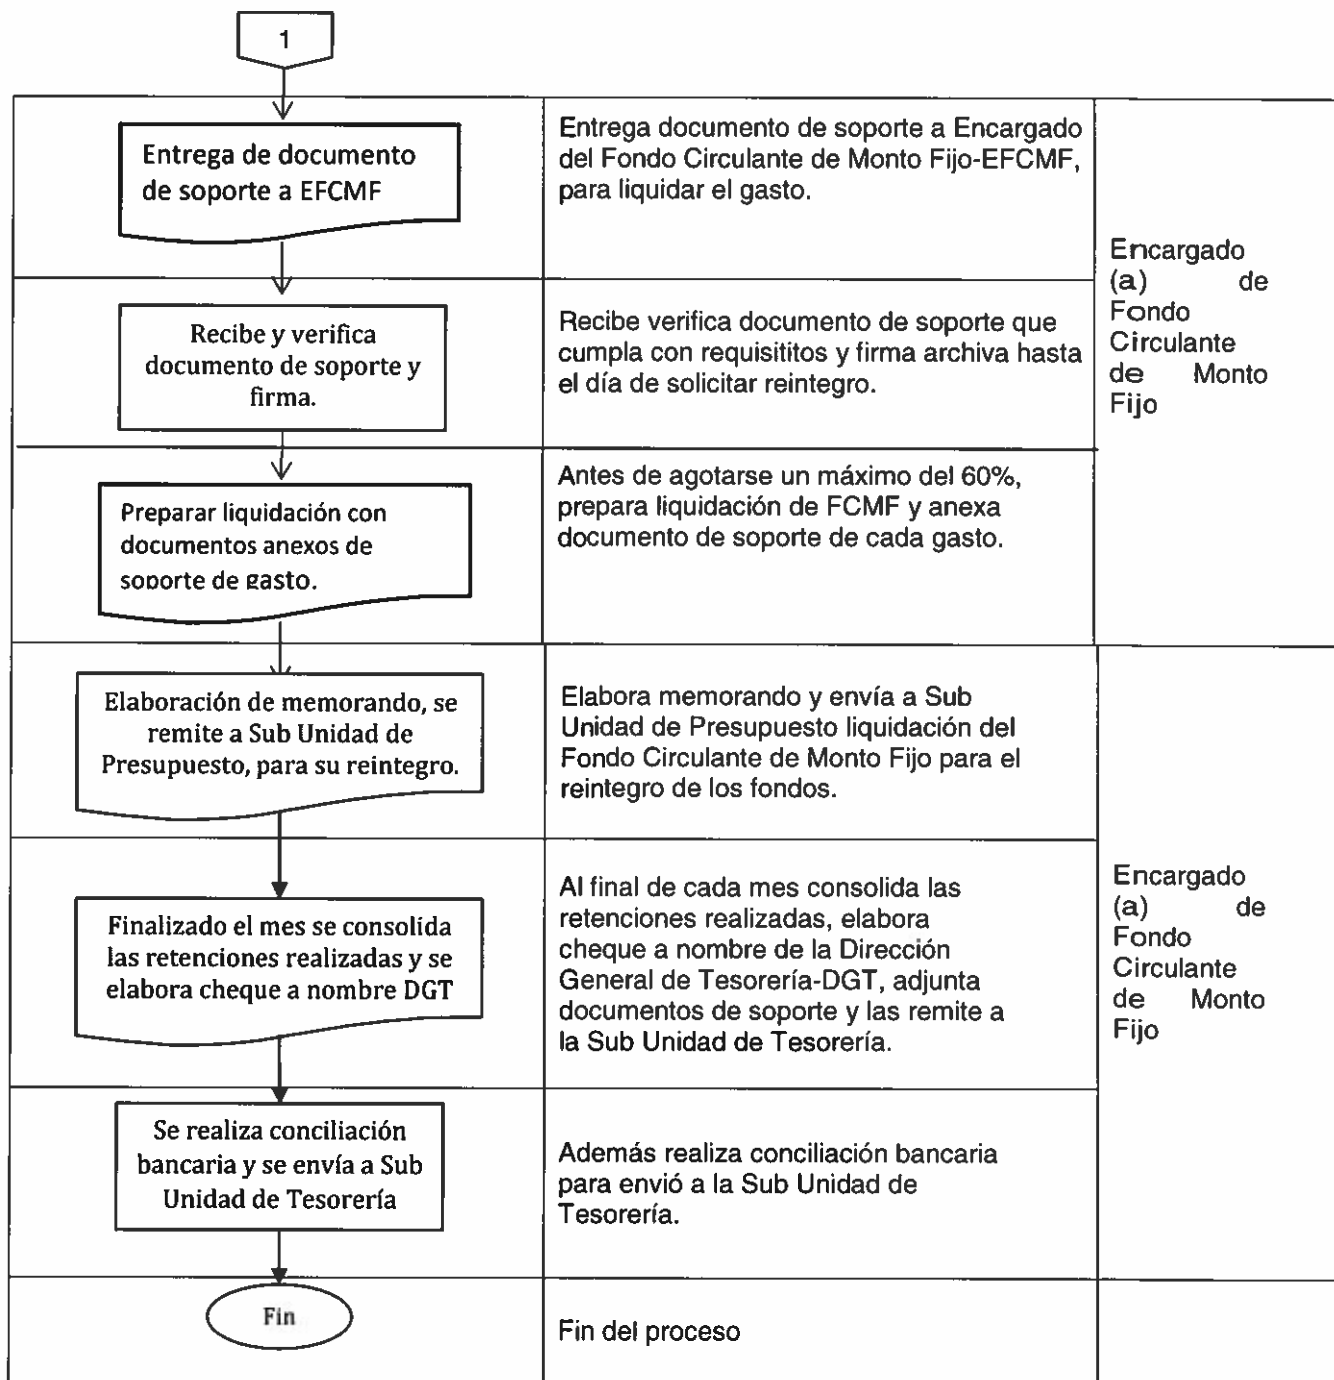 1
Entrega de documento
de soporte a EFCMF
Entrega documento de soporte a Encargado
del Fondo Circulante de Monto Fijo-EFCMF,
para liquidar el gasto.
Encargado
(a) de
Fondo
Circulante
de Monto
Fijo
Recibe y verifica
documento de soporte y
firma.
Recibe verifica documento de soporte que
cumpla con requisititos y firma archiva hasta
el día de solicitar reintegro.
Preparar liquidación con
documentos anexos de
soporte de gasto.
Antes de agotarse un máximo del 60%,
prepara liquidación de FCMF y anexa
documento de soporte de cada gasto.
Elaboración de memorando, se
remite a Sub Unidad de
Presupuesto, para su reintegro.
Elabora memorando y envía a Sub
Unidad de Presupuesto liquidación del
Fondo Circulante de Monto Fijo para el
reintegro de los fondos.
Encargado
(a) de
Fondo
Circulante
de Monto
Fijo
Finalizado el mes se consolida
las retenciones realizadas y se
elabora cheque a nombre DGT
Al final de cada mes consolida las
retenciones realizadas, elabora
cheque a nombre de la Dirección
General de Tesorería-DGT, adjunta
documentos de soporte y las remite a
la Sub Unidad de Tesorería.
Se realiza conciliación
bancaria y se envía a Sub
Unidad de Tesorería
Además realiza conciliación bancaria
para envió a la Sub Unidad de
Tesorería.
Fin
Fin del proceso